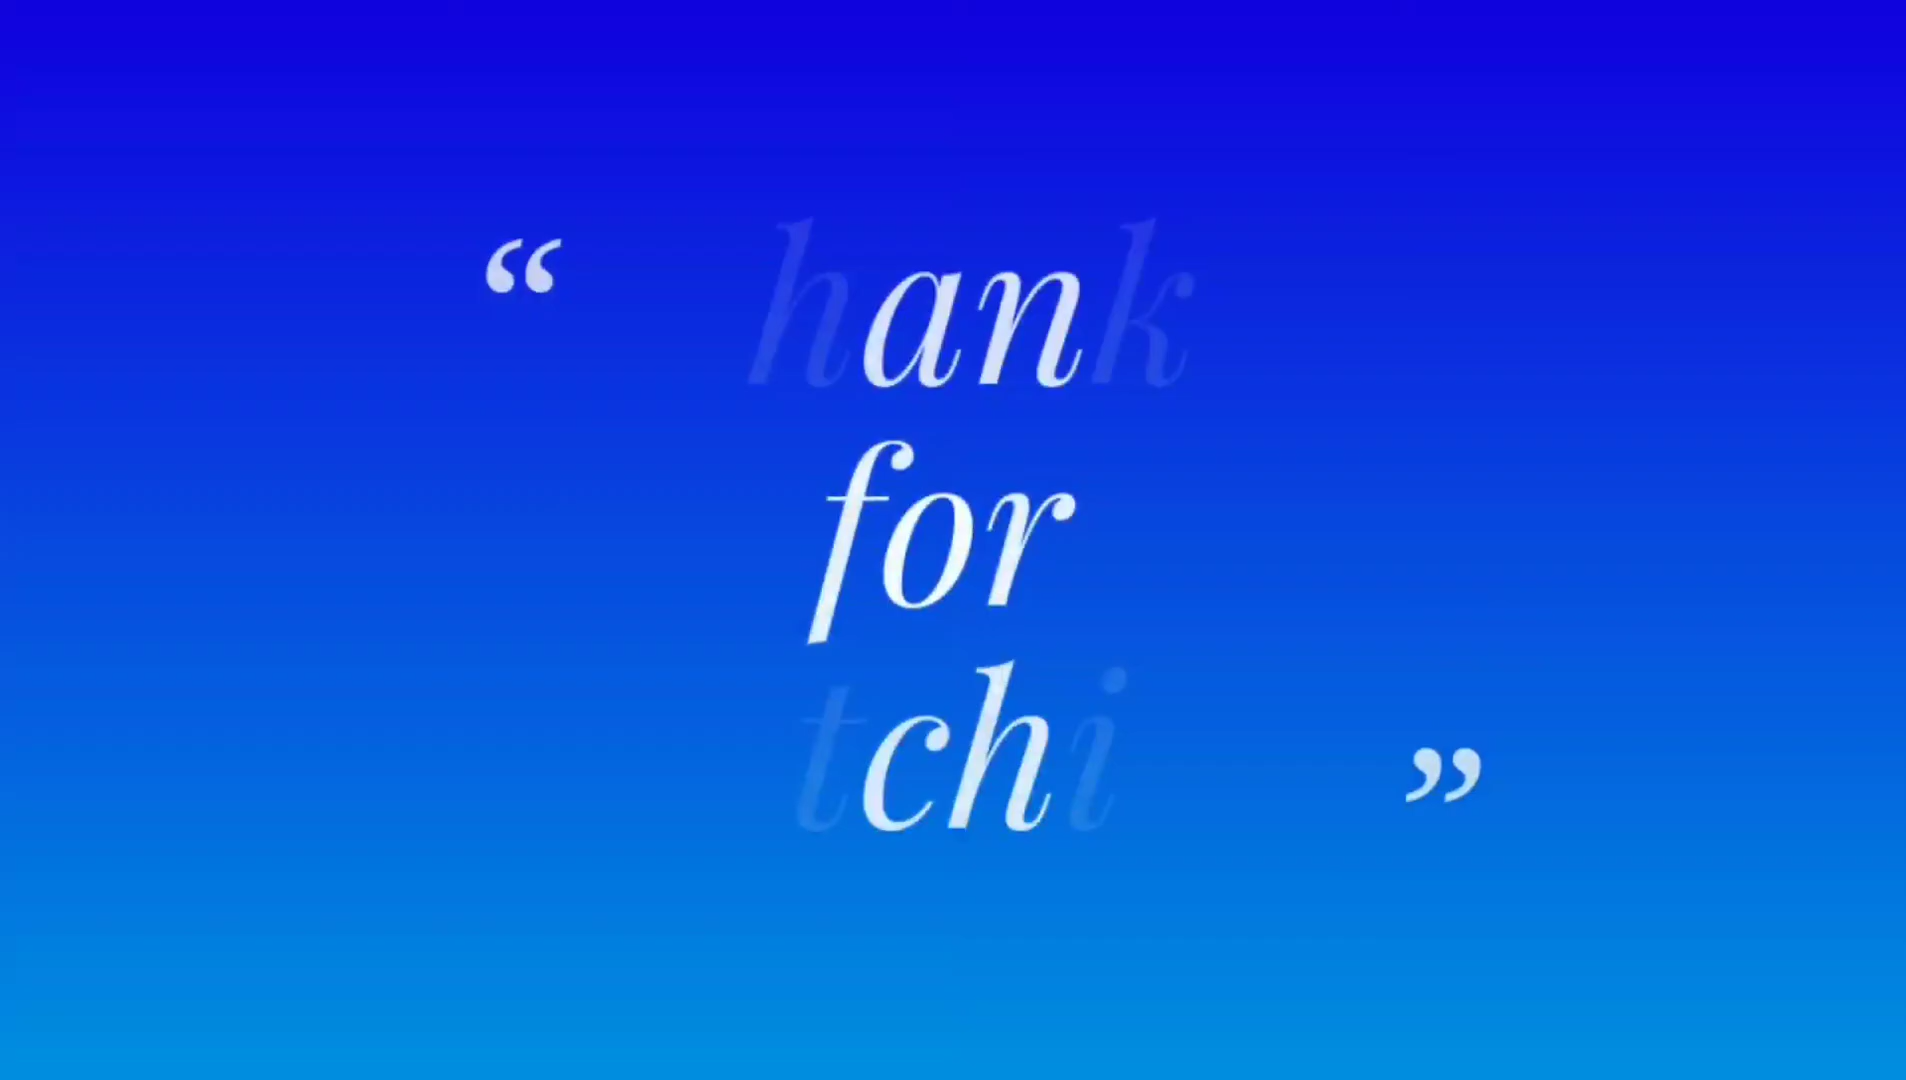 “ hank
for
tchi ”